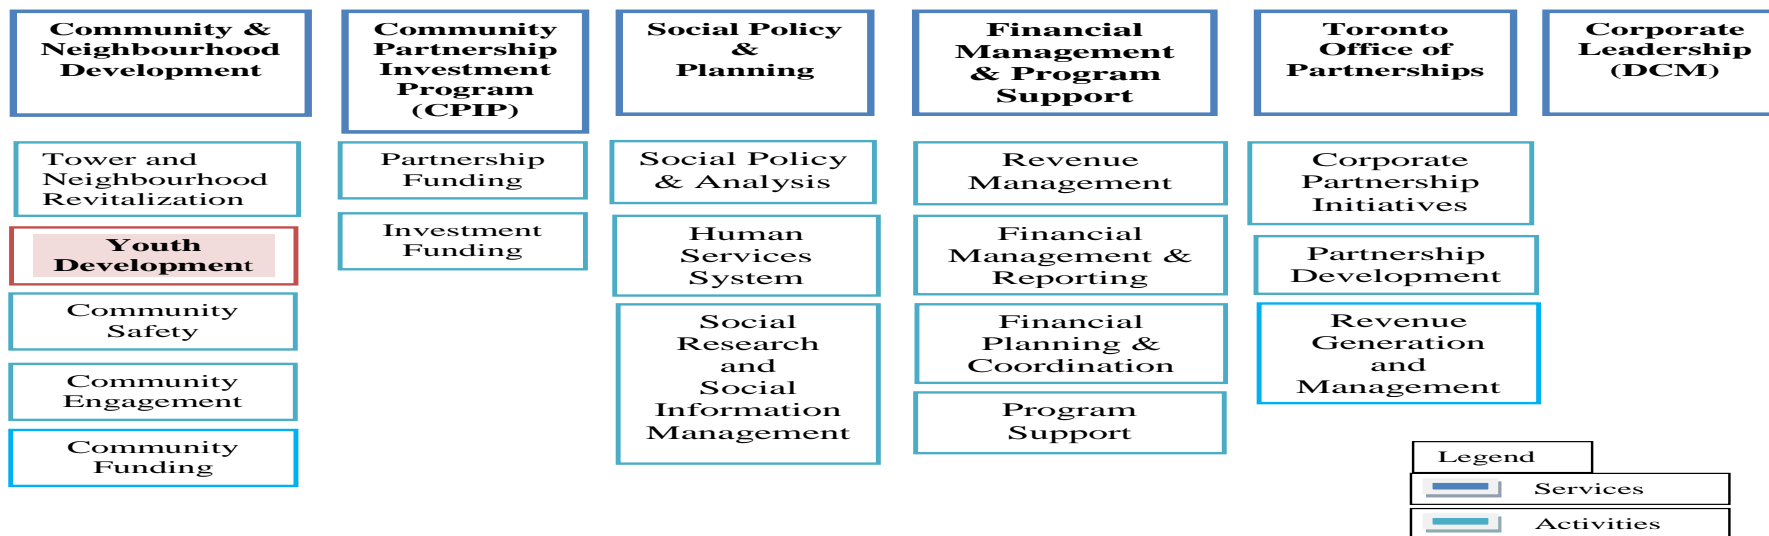 Community &
Neighbourhood
Development
Community
Partnership
Investment
Program
(CPIP)
Social Policy
&
Planning
Financial
Management
& Program
Support
Toronto
Office of
Partnerships
Corporate
Leadership
(DCM)
Tower and
Neighbourhood
Revitalization
Youth
Development
Community
Safety
Community
Engagement
Community
Funding
Partnership
Funding
Investment
Funding
Social Policy
& Analysis
Human
Services
System
Social
Research
and
Social
Information
Management
Revenue
Management
Financial
Management &
Reporting
Financial
Planning &
Coordination
Program
Support
Corporate
Partnership
Initiatives
Partnership
Development
Revenue
Generation
and
Management
Legend
Services
Activities